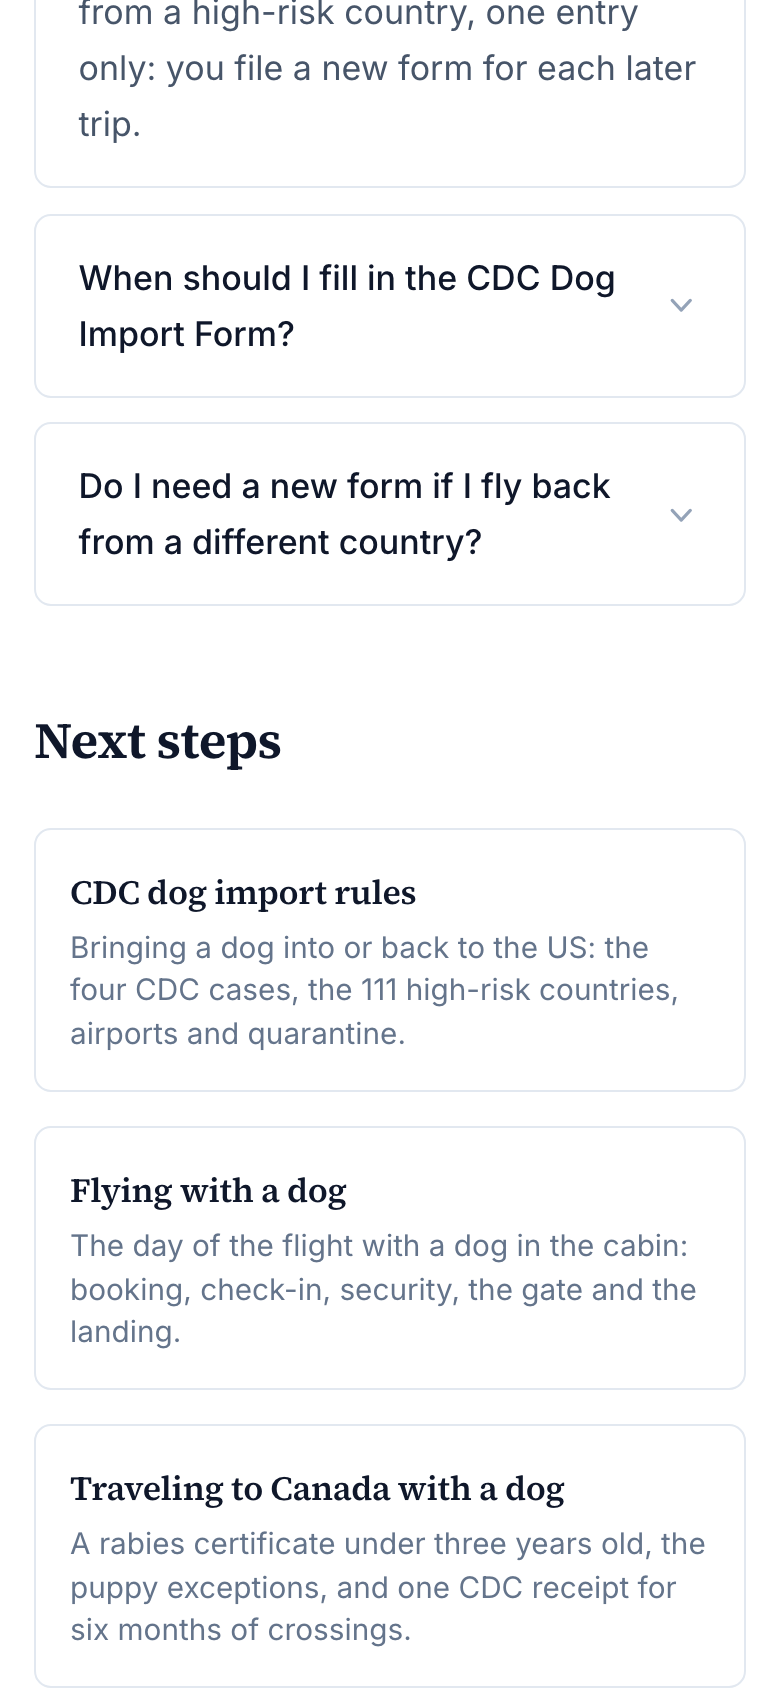 from a high-risk country, one entry
only: you file a new form for each later
trip.
When should I fill in the CDC Dog
Import Form?
Do I need a new form if I fly back
from a different country?
Next steps
CDC dog import rules
Bringing a dog into or back to the US: the
four CDC cases, the 111 high-risk countries,
airports and quarantine.
Flying with a dog
The day of the flight with a dog in the cabin:
booking, check-in, security, the gate and the
landing.
Traveling to Canada with a dog
A rabies certificate under three years old, the
puppy exceptions, and one CDC receipt for
six months of crossings.